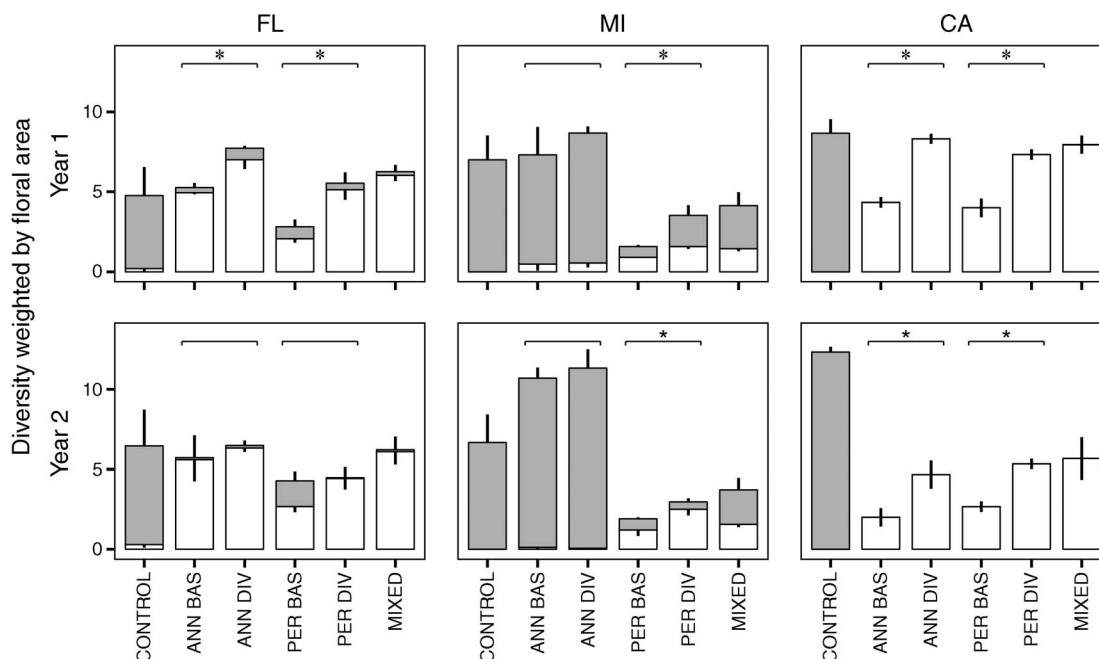 FL MI CA
Diversity weighted by floral area
Year 1
10
5
0
* *
*
* *
Year 2
10
5
0
*
* *
CONTROL ANN BAS ANN DIV PER BAS PER DIV MIXED
CONTROL ANN BAS ANN DIV PER BAS PER DIV MIXED
CONTROL ANN BAS ANN DIV PER BAS PER DIV MIXED